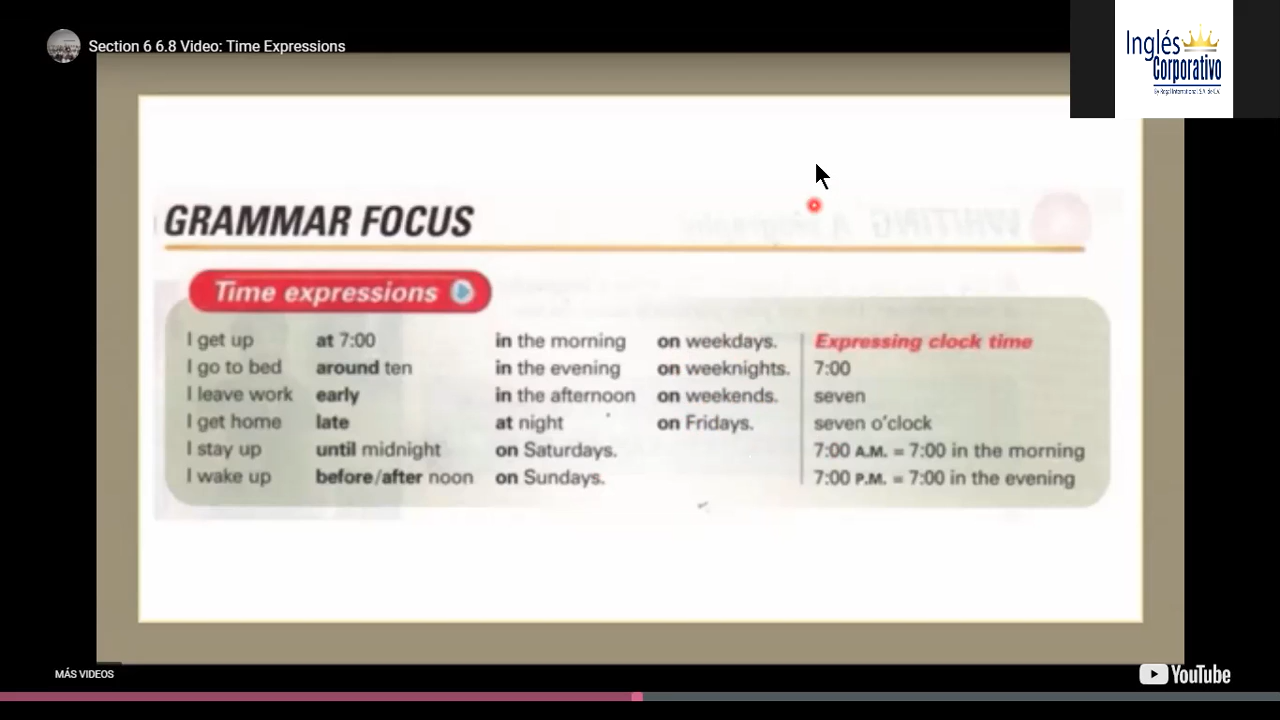 Section 6 6.8 Video: Time Expressions
Inglés
Corporativo
GRAMMAR FOCUS
Time expressions
I get up at 7:00 in the morning on weekdays.
I go to bed around ten in the evening on weeknights.
I leave work early in the afternoon on weekends.
I get home late at night on Fridays.
I stay up until midnight on Saturdays.
I wake up before/after noon on Sundays.
Expressing clock time
7:00
seven
seven o'clock
7:00 A.M. = 7:00 in the morning
7:00 P.M. = 7:00 in the evening
MÁS VIDEOS
YouTube